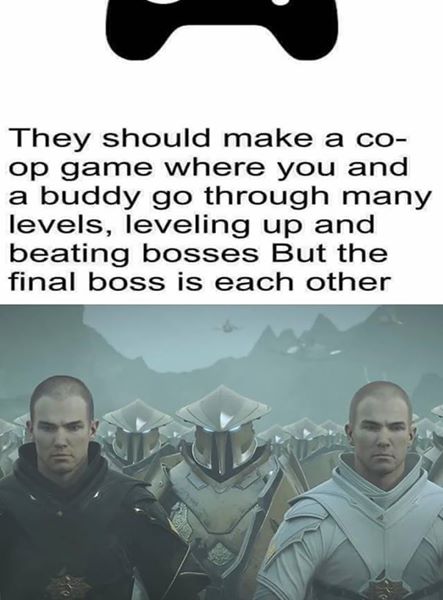 They should make a co-
op game where you and
a buddy go through many
levels, leveling up and
beating bosses But the
final boss is each other